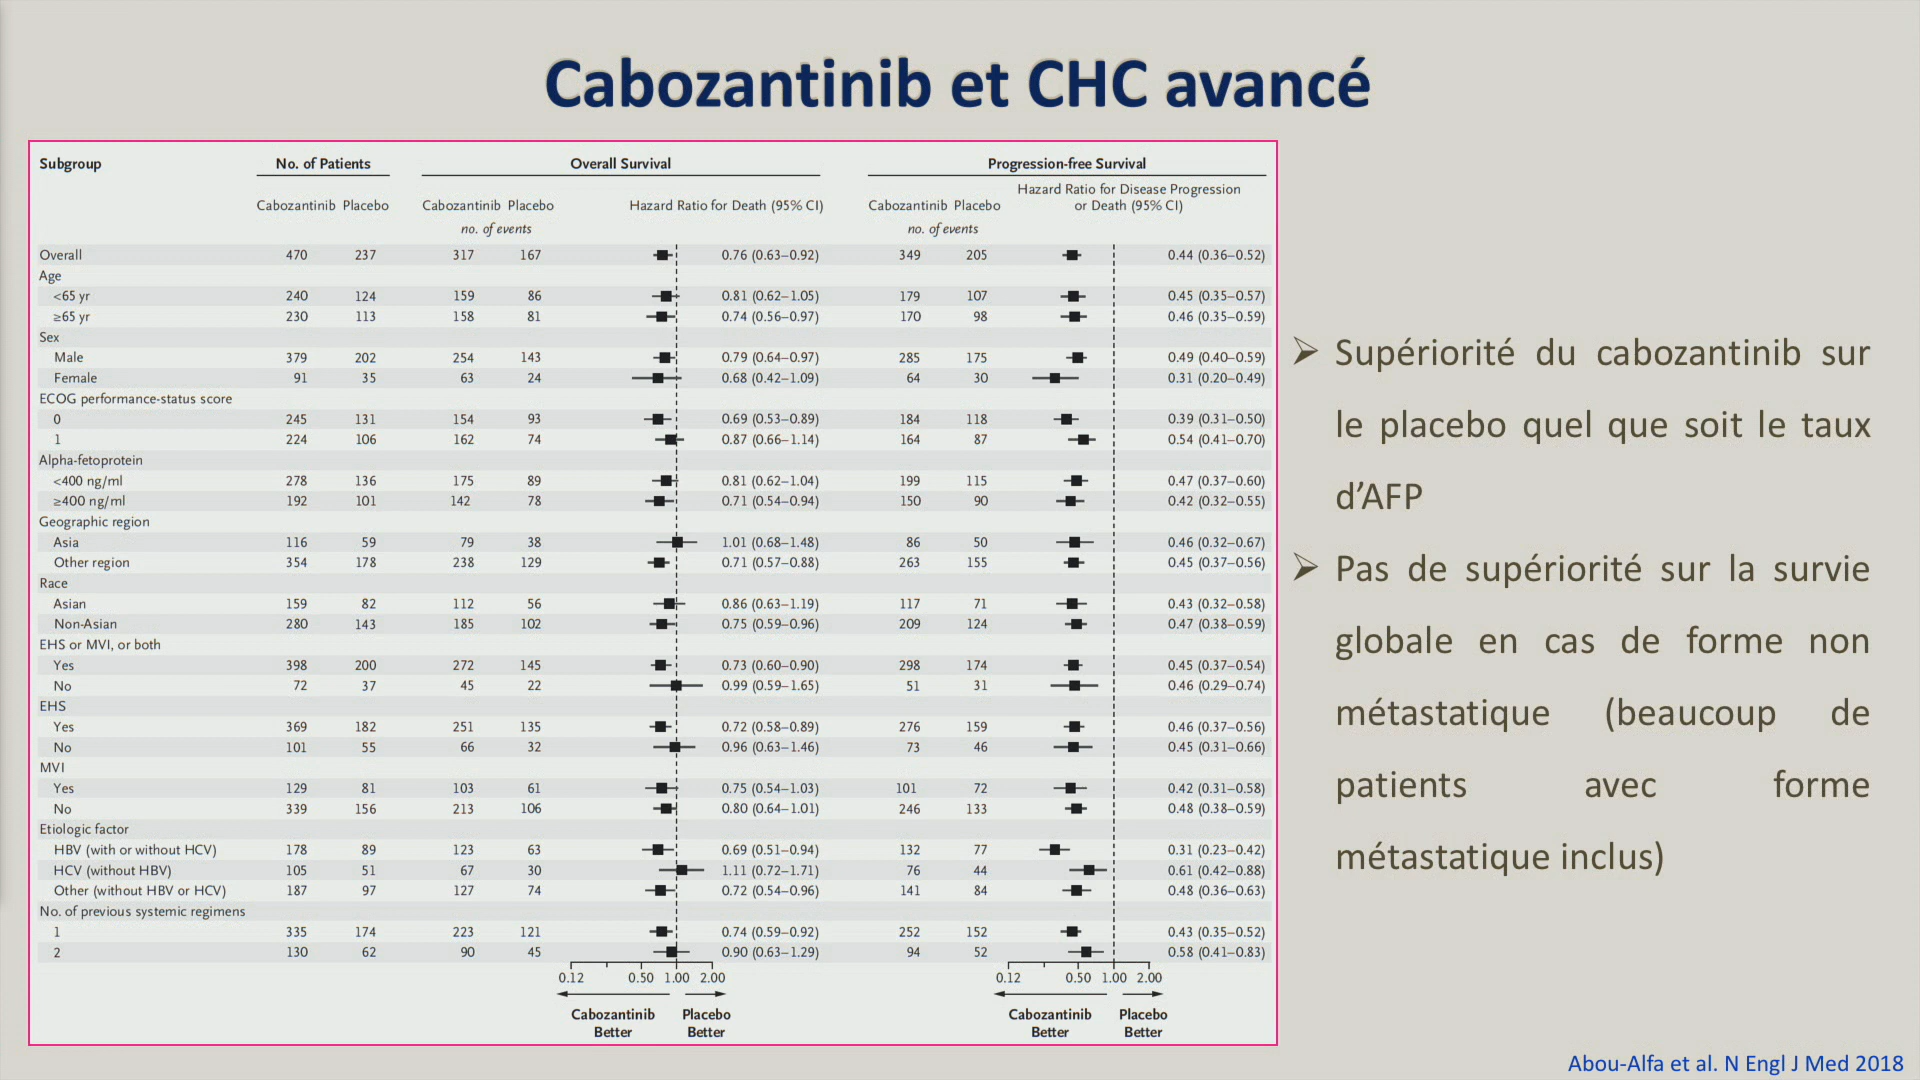 Cabozantinib et CHC avancé
Subgroup No. of Patients Overall Survival Progression-free Survival
Hazard Ratio for Disease Progression
Cabozantinib Placebo Cabozantinib Placebo Hazard Ratio for Death (95% CI) Cabozantinib Placebo or Death (95% CI)
no. of events no. of events
Overall 470 237 317 167 0.76 (0.63–0.92) 349 205 0.44 (0.36–0.52)
Age
<65 yr 240 124 159 86 0.81 (0.62–1.05) 179 107 0.45 (0.35–0.57)
≥65 yr 230 113 158 81 0.74 (0.56–0.97) 170 98 0.46 (0.35–0.59)
Sex
Male 379 202 254 143 0.79 (0.64–0.97) 285 175 0.49 (0.40–0.59)
Female 91 35 63 24 0.68 (0.42–1.09) 64 30 0.31 (0.20–0.49)
ECOG performance-status score
0 245 131 154 93 0.69 (0.53–0.89) 184 118 0.39 (0.31–0.50)
1 224 106 162 74 0.87 (0.66–1.14) 164 87 0.54 (0.41–0.70)
Alpha-fetoprotein
<400 ng/ml 278 136 175 89 0.81 (0.62–1.04) 199 115 0.47 (0.37–0.60)
≥400 ng/ml 192 101 142 78 0.71 (0.54–0.94) 150 90 0.42 (0.32–0.55)
Geographic region
Asia 116 59 79 38 1.01 (0.68–1.48) 86 50 0.46 (0.32–0.67)
Other region 354 178 238 129 0.71 (0.57–0.88) 263 155 0.45 (0.37–0.56)
Race
Asian 159 82 112 56 0.86 (0.63–1.19) 117 71 0.43 (0.32–0.58)
Non-Asian 280 143 185 102 0.75 (0.59–0.96) 209 124 0.47 (0.38–0.59)
EHS or MVI, or both
Yes 398 200 272 145 0.73 (0.60–0.90) 298 174 0.45 (0.37–0.54)
No 72 37 45 22 0.99 (0.59–1.65) 51 31 0.46 (0.29–0.74)
EHS
Yes 369 182 251 135 0.72 (0.58–0.89) 276 159 0.46 (0.37–0.56)
No 101 55 66 32 0.96 (0.63–1.46) 73 46 0.45 (0.31–0.66)
MVI
Yes 129 81 103 61 0.75 (0.54–1.03) 101 72 0.42 (0.31–0.58)
No 339 156 213 106 0.80 (0.64–1.01) 246 133 0.48 (0.38–0.59)
Etiologic factor
HBV (with or without HCV) 178 89 123 63 0.69 (0.51–0.94) 132 77 0.31 (0.23–0.42)
HCV (without HBV) 105 51 67 30 1.11 (0.72–1.71) 76 44 0.61 (0.42–0.88)
Other (without HBV or HCV) 187 97 127 74 0.72 (0.54–0.96) 141 84 0.48 (0.36–0.63)
No. of previous systemic regimens
1 335 174 223 121 0.74 (0.59–0.92) 252 152 0.43 (0.35–0.52)
2 130 62 90 45 0.90 (0.63–1.29) 94 52 0.58 (0.41–0.83)
0.12 0.50 1.00 2.00 0.12 0.50 1.00 2.00
Cabozantinib Placebo Cabozantinib Placebo
Better Better Better Better
➢ Supériorité du cabozantinib sur
le placebo quel que soit le taux
d’AFP
➢ Pas de supériorité sur la survie
globale en cas de forme non
métastatique (beaucoup de
patients avec forme
métastatique inclus)
Abou-Alfa et al. N Engl J Med 2018